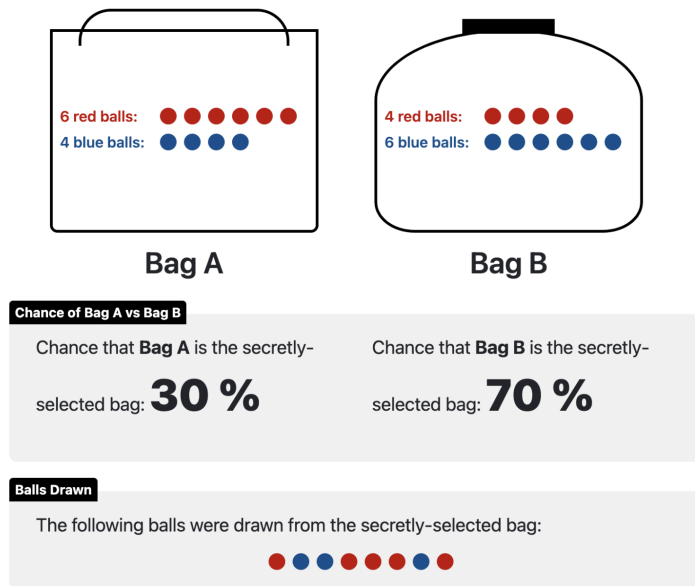 6 red balls:
4 blue balls:
4 red balls:
6 blue balls:
Bag A
Bag B
Chance of Bag A vs Bag B
Chance that Bag A is the secretly-
selected bag: 30 %
Chance that Bag B is the secretly-
selected bag: 70 %
Balls Drawn
The following balls were drawn from the secretly-selected bag: